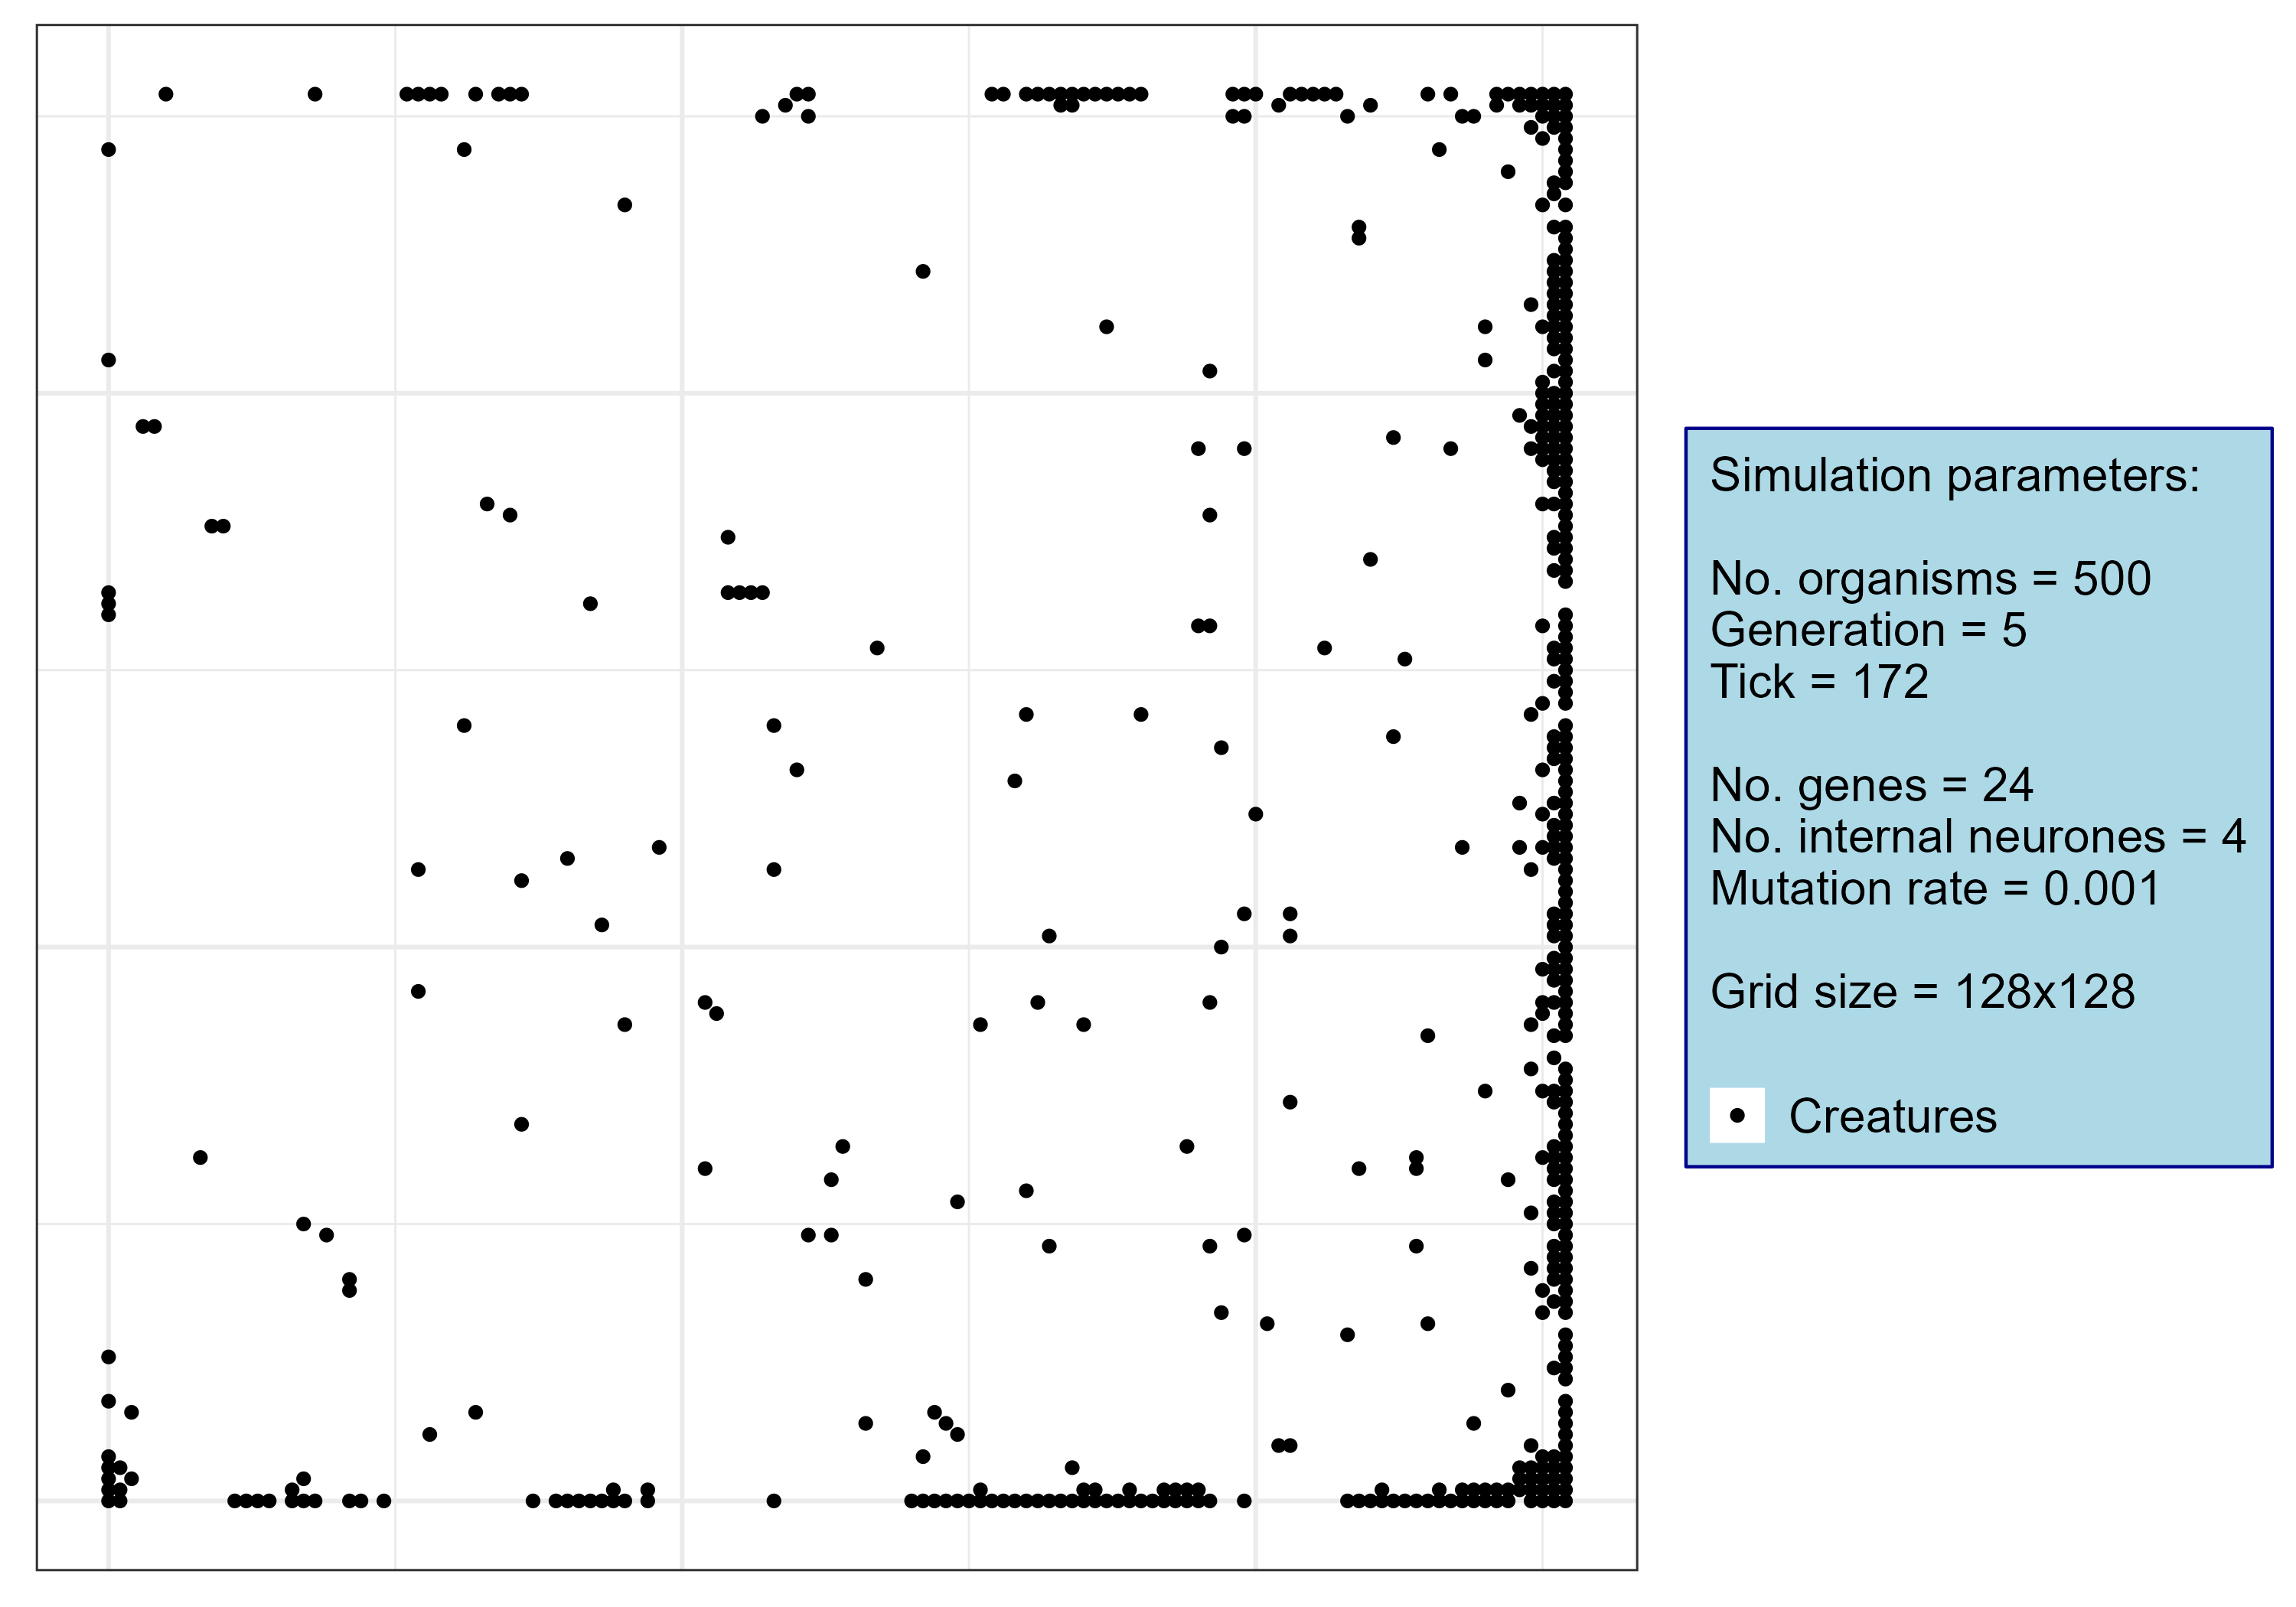 Simulation parameters:
No. organisms = 500
Generation = 5
Tick = 172
No. genes = 24
No. internal neurones = 4
Mutation rate = 0.001
Grid size = 128x128
Creatures